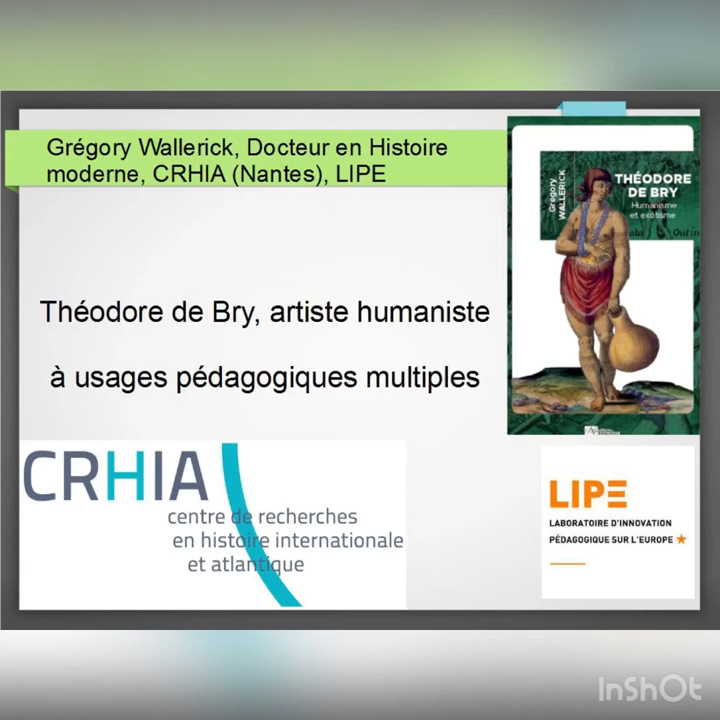 Grégory Wallerick, Docteur en Histoire
moderne, CRHIA (Nantes), LIPE
Grégory
WALLERICK
THÉODORE
DE BRY
Humanisme
et exotisme
Théodore de Bry, artiste humaniste
à usages pédagogiques multiples
CRHIA
centre de recherches
en histoire internationale
et atlantique
LIPE
LABORATOIRE D'INNOVATION
PÉDAGOGIQUE SUR L'EUROPE
InShOt